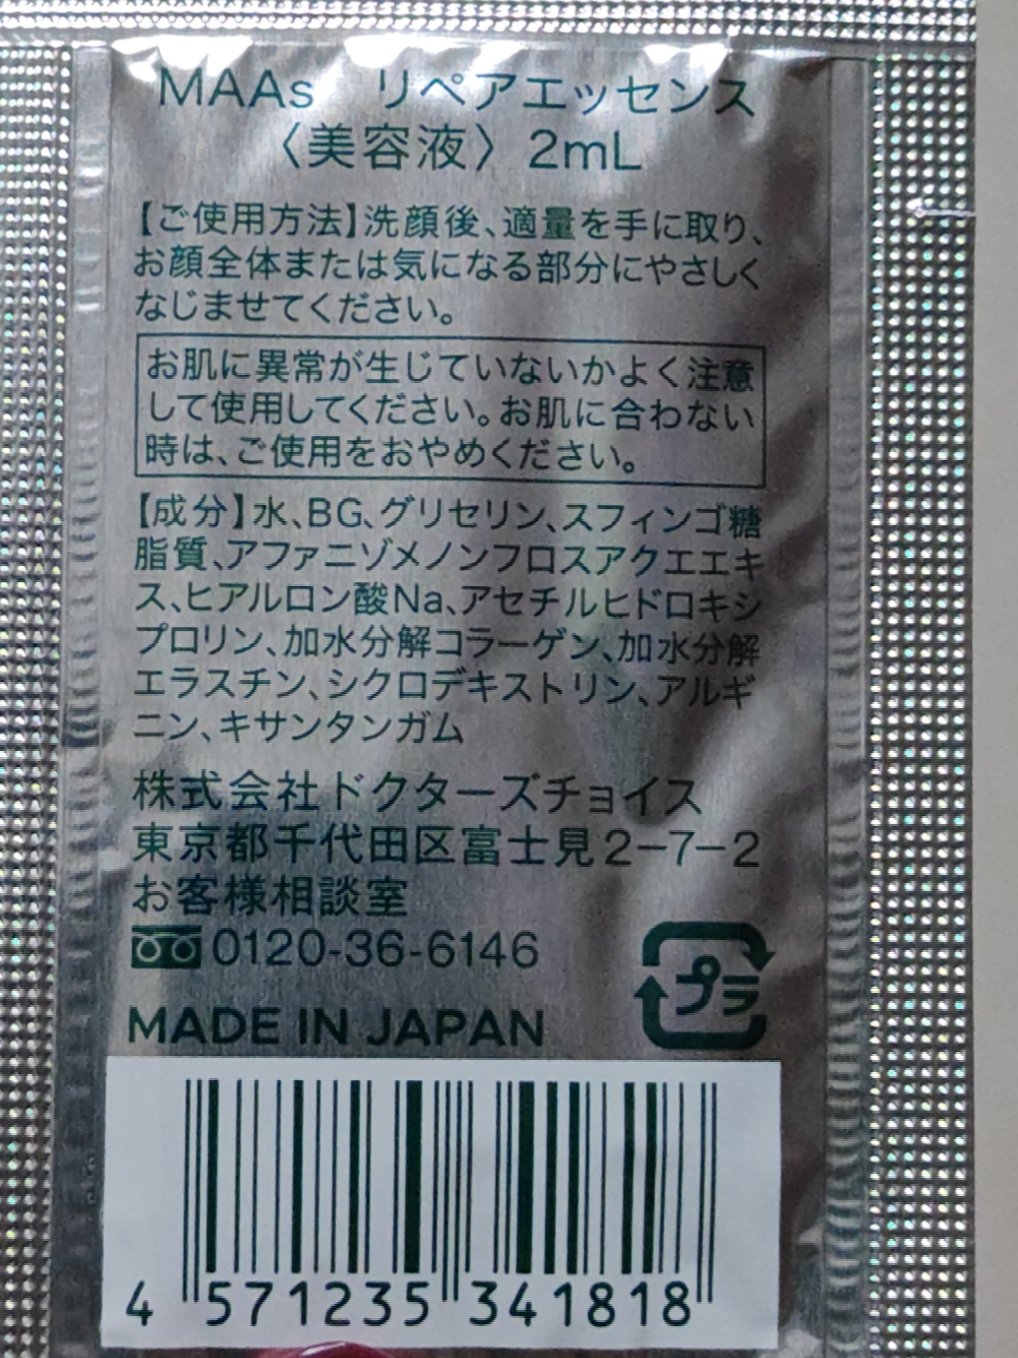 MAAs リペアエッセンス
〈美容液〉2mL
【ご使用方法】洗顔後、適量を手に取り、
お顔全体または気になる部分にやさしく
なじませてください。
お肌に異常が生じていないかよく注意
して使用してください。お肌に合わない
時は、ご使用をおやめください。
【成分】水、BG、グリセリン、スフィンゴ糖
脂質、アファニゾメノンフロスアクエエキ
ス、ヒアルロン酸Na、アセチルヒドロキシ
プロリン、加水分解コラーゲン、加水分解
エラスチン、シクロデキストリン、アルギ
ニン、キサンタンガム
株式会社ドクターズチョイス
東京都千代田区富士見2-7-2
お客様相談室
0120-36-6146
プラ
MADE IN JAPAN
4 571235 341818